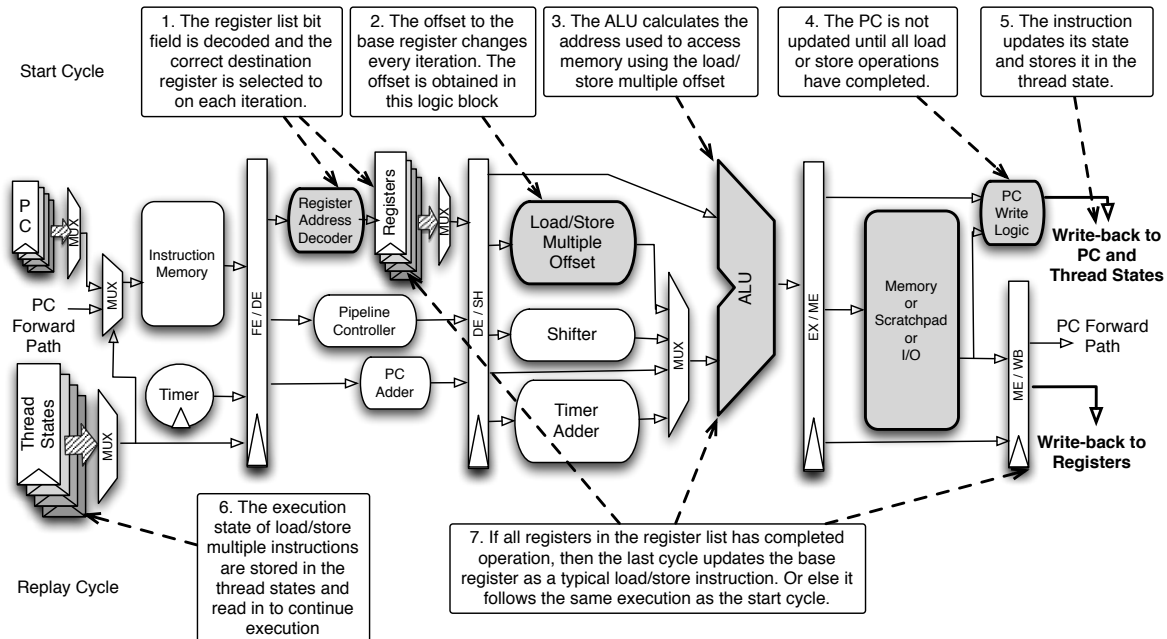 1. The register list bit
field is decoded and the
correct destination
register is selected to
on each iteration.
2. The offset to the
base register changes
every iteration. The
offset is obtained in
this logic block
3. The ALU calculates the
address used to access
memory using the load/
store multiple offset
4. The PC is not
updated until all load
or store operations
have completed.
5. The instruction
updates its state
and stores it in the
thread state.
Start Cycle
PC
MUX
PC
Forward
Path
MUX
Instruction
Memory
Timer
Thread
States
MUX
FE / DE
Register
Address
Decoder
Registers
MUX
Pipeline
Controller
PC
Adder
DE / SH
Load/Store
Multiple
Offset
Shifter
Timer
Adder
MUX
ALU
EX / ME
Memory
or
Scratchpad
or
I/O
PC
Write
Logic
Write-back to
PC and
Thread States
ME / WB
PC Forward
Path
Write-back to
Registers
6. The execution
state of load/store
multiple instructions
are stored in the
thread states and
read in to continue
execution
7. If all registers in the register list has completed
operation, then the last cycle updates the base
register as a typical load/store instruction. Or else it
follows the same execution as the start cycle.
Replay Cycle